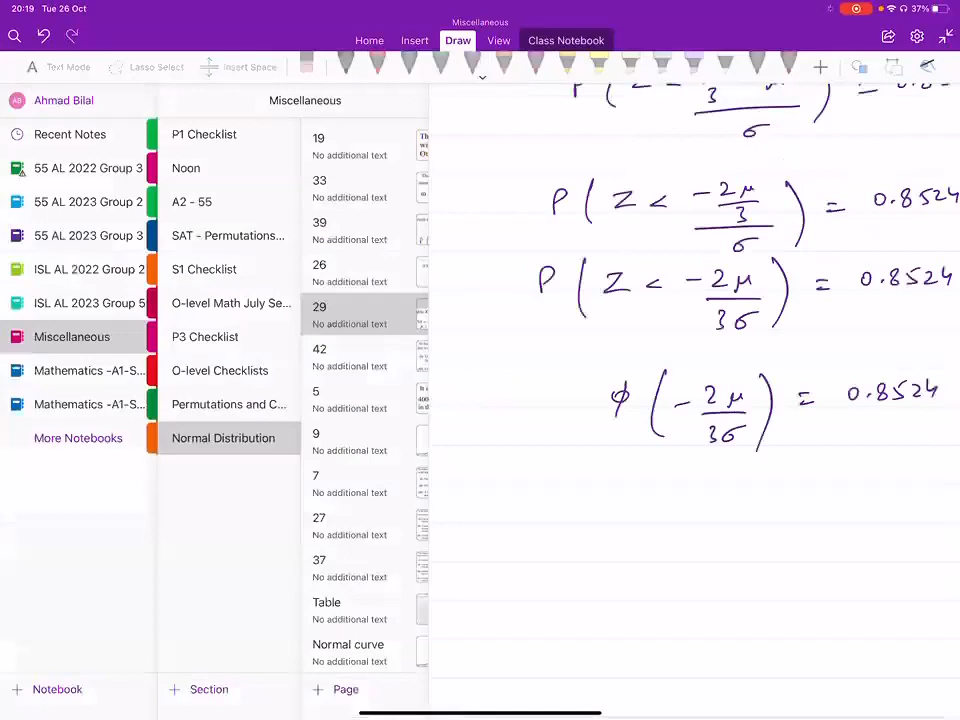 20:19 Tue 26 Oct
37%
Miscellaneous
Home Insert Draw View Class Notebook
Text Mode Lasso Select Insert Space
AB Ahmad Bilal
Miscellaneous
Recent Notes
55 AL 2022 Group 3
55 AL 2023 Group 2
55 AL 2023 Group 3
ISL AL 2022 Group 2
ISL AL 2023 Group 5
Miscellaneous
Mathematics -A1-S...
Mathematics -A1-S...
More Notebooks
P1 Checklist
Noon
A2 - 55
SAT - Permutations...
S1 Checklist
O-level Math July Se...
P3 Checklist
O-level Checklists
Permutations and C...
Normal Distribution
19
No additional text
33
No additional text
39
No additional text
26
No additional text
29
No additional text
42
No additional text
5
No additional text
9
No additional text
7
No additional text
27
No additional text
37
No additional text
Table
No additional text
Normal curve
No additional text
+ Notebook
+ Section
+ Page
P ( Z < -2μ/3 / σ ) = 0.8524
P ( Z < -2μ / 3σ ) = 0.8524
φ ( -2μ / 3σ ) = 0.8524